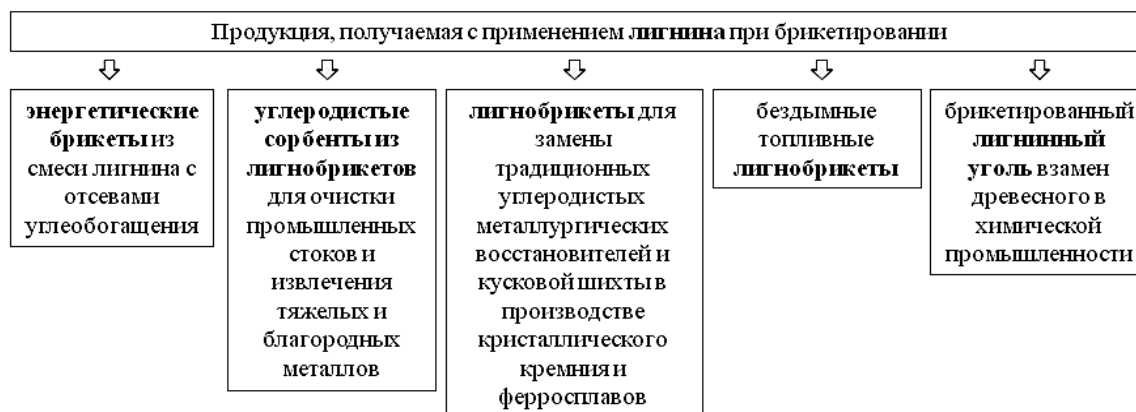 Продукция, получаемая с применением лигнина при брикетировании
энергетические
брикеты из
смеси лигнина с
отсевами
углеобогащения
углеродистые
сорбенты из
лигнобрикетов
для очистки
промышленных
стоков и
извлечения
тяжелых и
благородных
металлов
лигнобрикеты для
замены
традиционных
углеродистых
металлургических
восстановителей и
кусковой шихты в
производстве
кристаллического
кремния и
ферросплавов
бездымные
топливные
лигнобрикеты
брикетированный
лигнинный
уголь взамен
древесного в
химической
промышленности